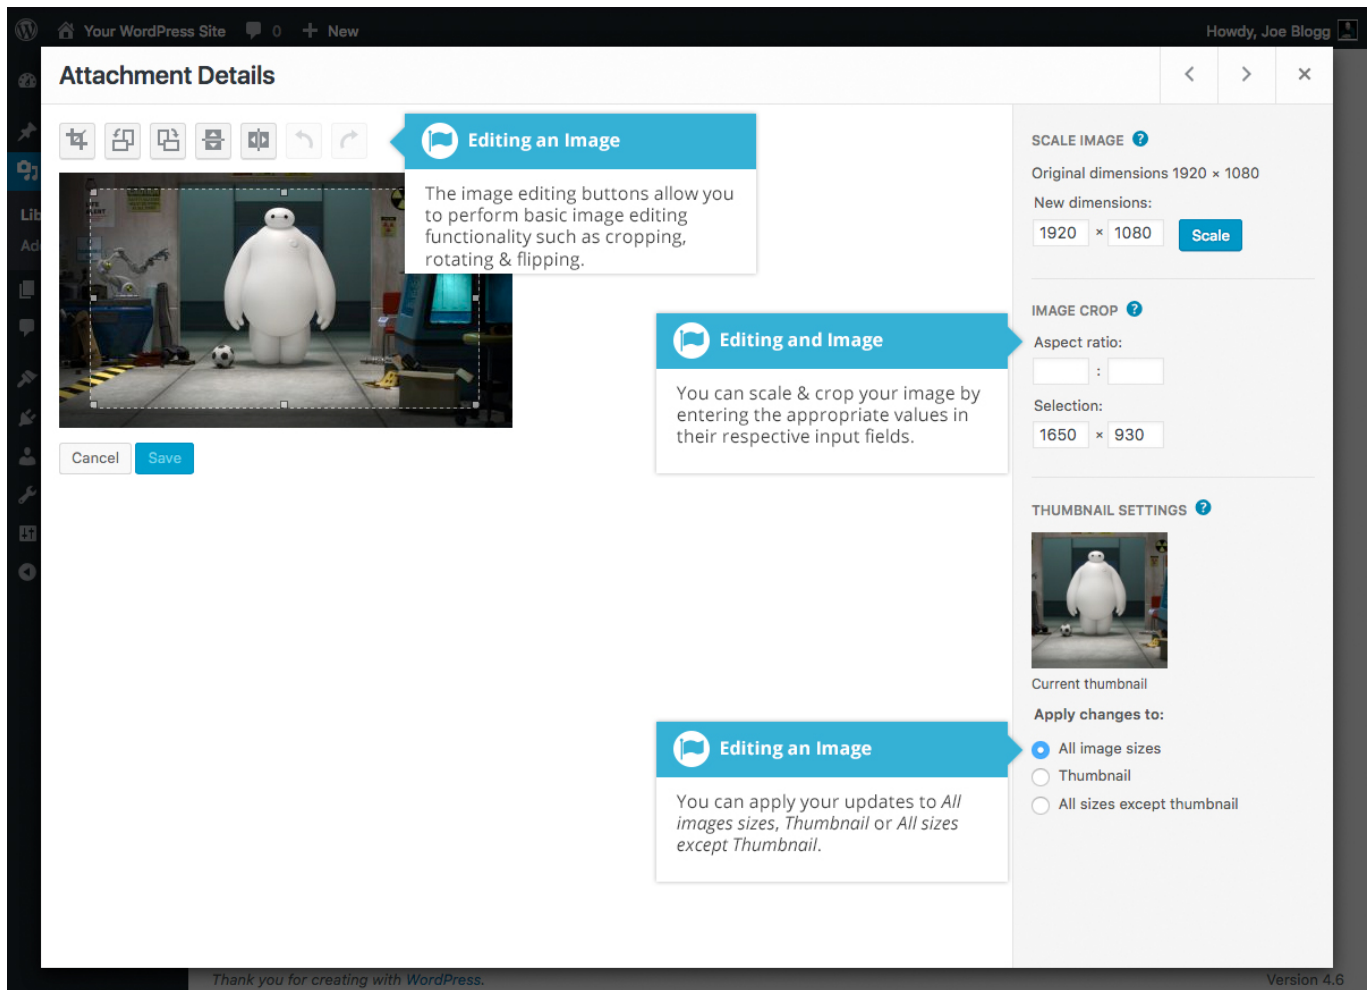 Your WordPress Site 0 New
Howdy, Joe Blogg
Attachment Details
Lib
Ad
Editing an Image
The image editing buttons allow you
to perform basic image editing
functionality such as cropping,
rotating & flipping.
SCALE IMAGE ?
Original dimensions 1920 × 1080
New dimensions:
1920 × 1080 Scale
Editing and Image
You can scale & crop your image by
entering the appropriate values in
their respective input fields.
IMAGE CROP ?
Aspect ratio:
:
Selection:
1650 × 930
Cancel Save
THUMBNAIL SETTINGS ?
Current thumbnail
Apply changes to:
Editing an Image
You can apply your updates to All
images sizes, Thumbnail or All sizes
except Thumbnail.
All image sizes
Thumbnail
All sizes except thumbnail
Thank you for creating with WordPress.
Version 4.6